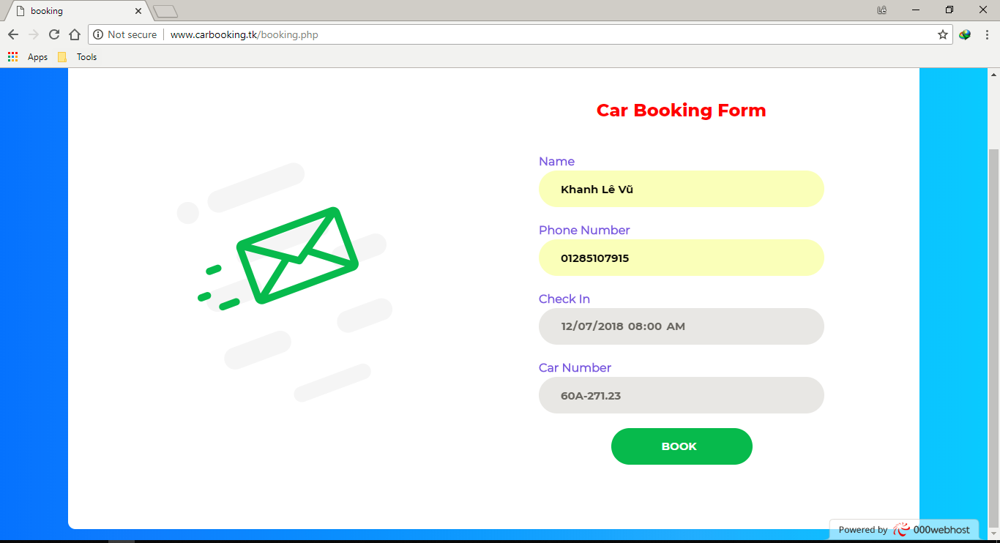 booking
Lê
Not secure
www.carbooking.tk/booking.php
Apps
Tools
Car Booking Form
Name
Khanh Lê Vũ
Phone Number
01285107915
Check In
12/07/2018 08:00 AM
Car Number
60A-271.23
BOOK
Powered by 000webhost